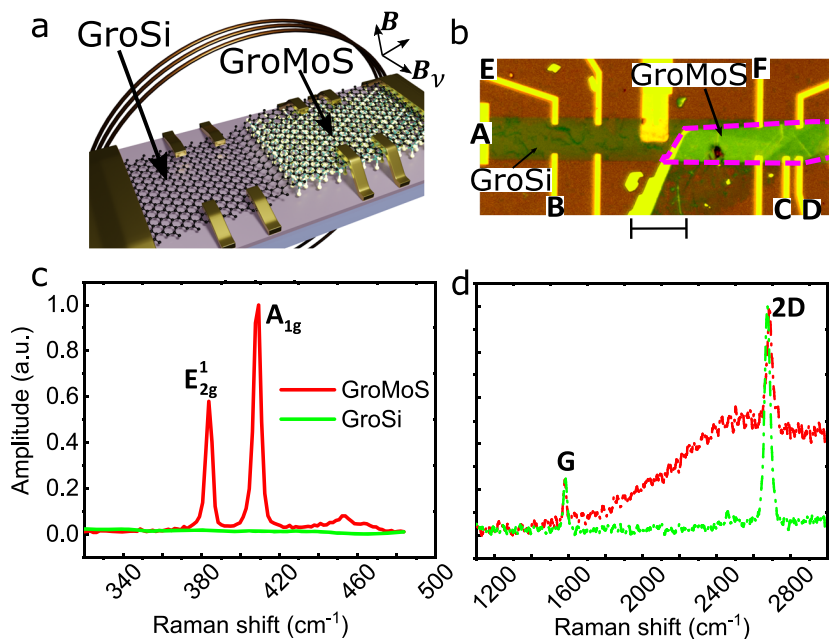 a
GroSi
GroMoS
B
Bν
b
E
GroMoS
F
A
GroSi
B
C
D
c
Amplitude (a.u.)
1.0
0.8
0.6
0.4
0.2
0.0
E¹2g
A1g
GroMoS
GroSi
340
380
420
460
500
Raman shift (cm⁻¹)
d
2D
G
1200
1600
2000
2400
2800
Raman shift (cm⁻¹)